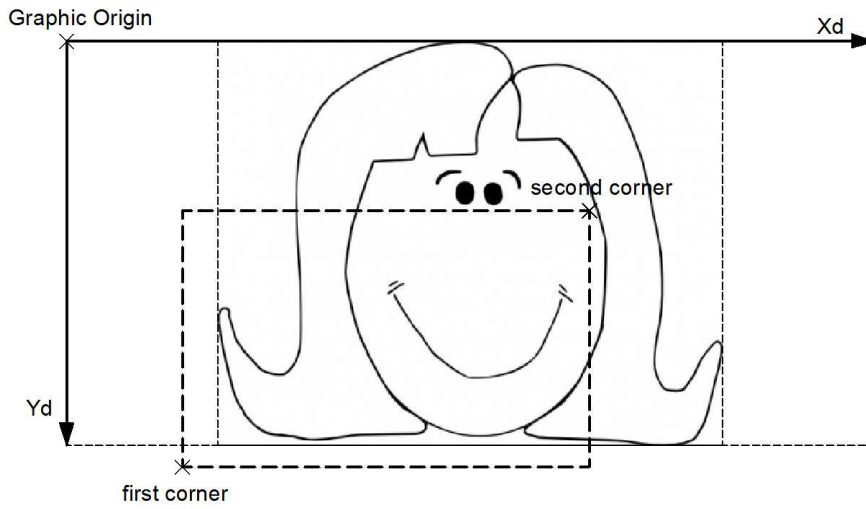 Graphic Origin
Xd
second corner
Yd
first corner